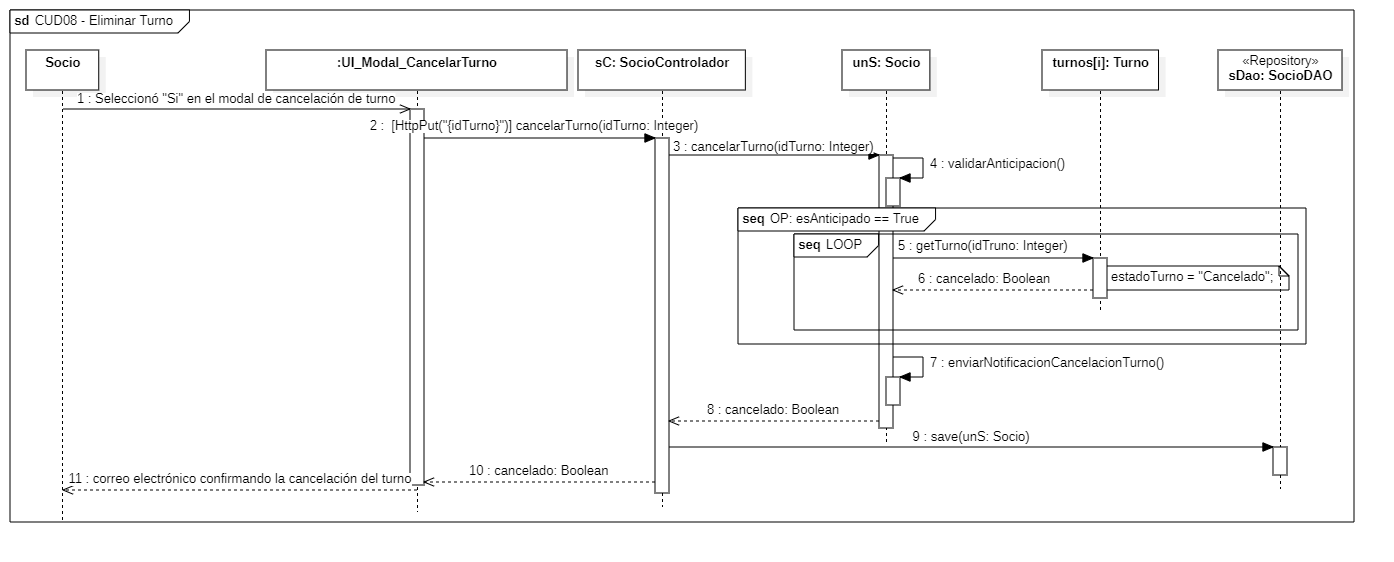 sd CUD08 - Eliminar Turno
Socio
:UI_Modal_CancelarTurno
sC: SocioControlador
unS: Socio
turnos[i]: Turno
«Repository»
sDao: SocioDAO
1 : Seleccionó "Si" en el modal de cancelación de turno
2 : [HttpPut("{idTurno}")] cancelarTurno(idTurno: Integer)
3 : cancelarTurno(idTurno: Integer)
4 : validarAnticipacion()
seq OP: esAnticipado == True
seq LOOP
5 : getTurno(idTruno: Integer)
6 : cancelado: Boolean
estadoTurno = "Cancelado";
7 : enviarNotificacionCancelacionTurno()
8 : cancelado: Boolean
9 : save(unS: Socio)
10 : cancelado: Boolean
11 : correo electrónico confirmando la cancelación del turno